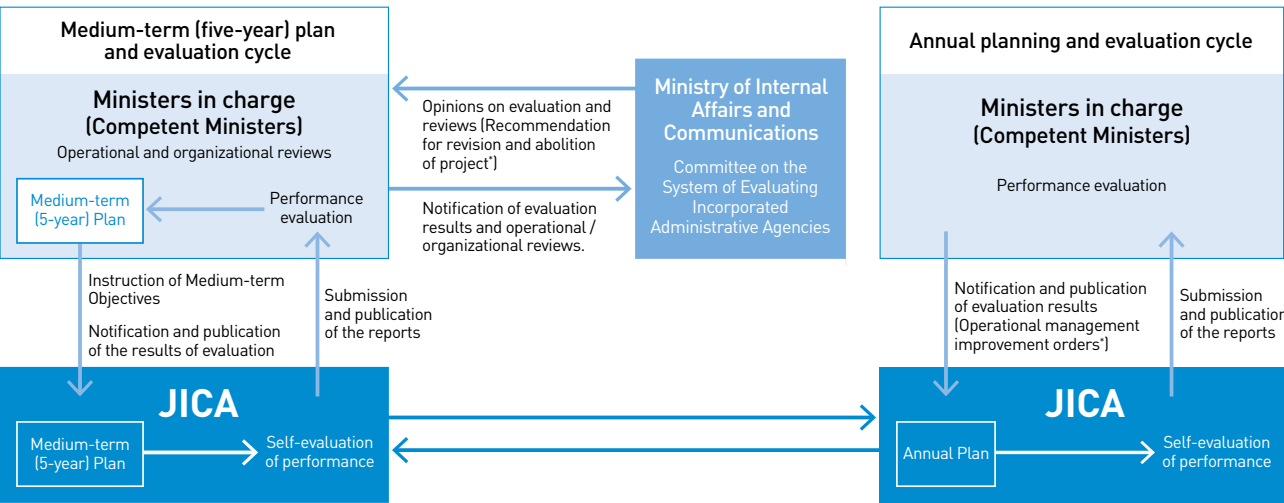 Medium-term (five-year) plan
and evaluation cycle
Ministers in charge
(Competent Ministers)
Operational and organizational reviews
Medium-term
(5-year) Plan
Performance
evaluation
Opinions on evaluation and
reviews (Recommendation
for revision and abolition
of project*)
Notification of evaluation
results and operational /
organizational reviews.
Ministry of Internal
Affairs and
Communications
Committee on the
System of Evaluating
Incorporated
Administrative Agencies
Annual planning and evaluation cycle
Ministers in charge
(Competent Ministers)
Performance evaluation
Instruction of Medium-term
Objectives
Notification and publication
of the results of evaluation
Submission
and publication
of the reports
Notification and publication
of evaluation results
(Operational management
improvement orders*)
Submission
and publication
of the reports
JICA
Medium-term
(5-year) Plan
Self-evaluation
of performance
JICA
Annual Plan
Self-evaluation
of performance